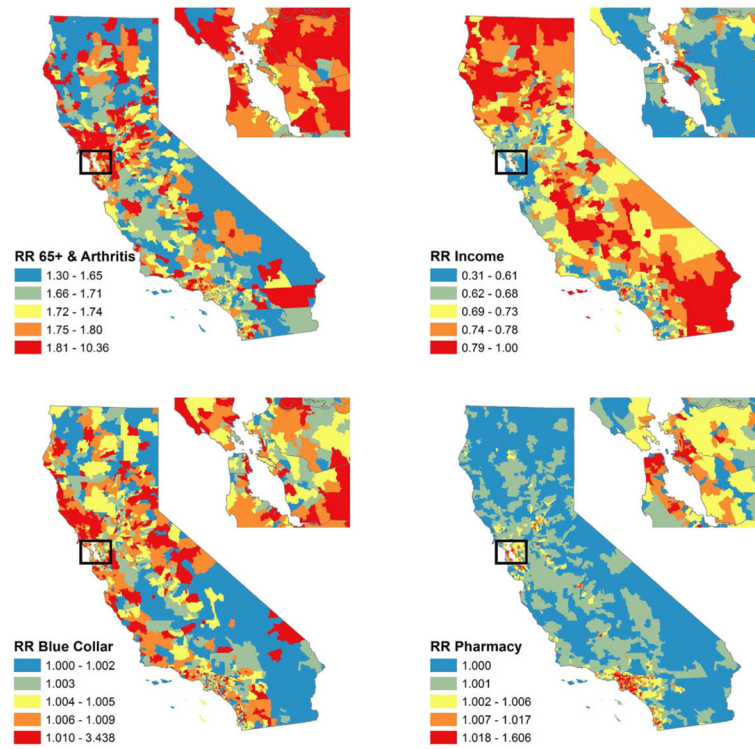 RR 65+ & Arthritis
1.30 - 1.65
1.66 - 1.71
1.72 - 1.74
1.75 - 1.80
1.81 - 10.36
RR Income
0.31 - 0.61
0.62 - 0.68
0.69 - 0.73
0.74 - 0.78
0.79 - 1.00
RR Blue Collar
1.000 - 1.002
1.003
1.004 - 1.005
1.006 - 1.009
1.010 - 3.438
RR Pharmacy
1.000
1.001
1.002 - 1.006
1.007 - 1.017
1.018 - 1.606